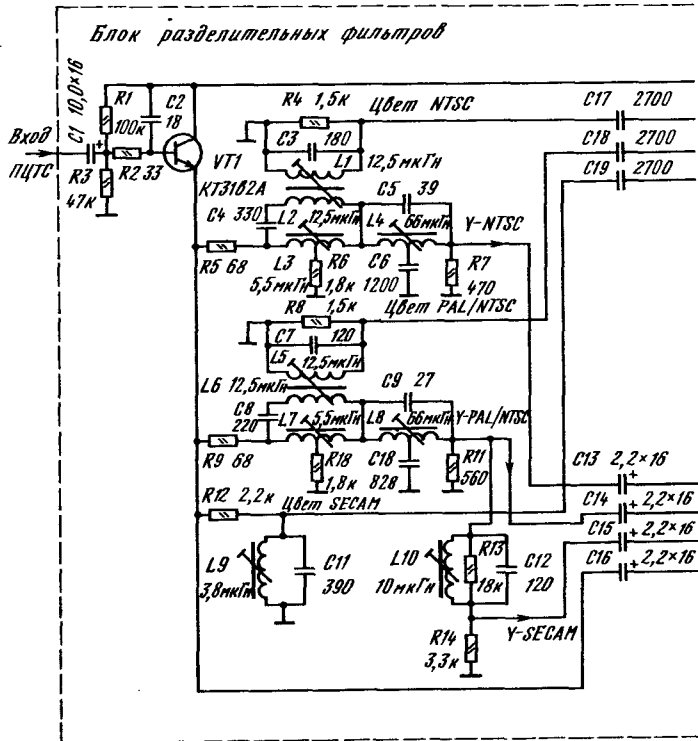 Блок разделительных фильтров
C1 10,0×16
R1
100к
C2
18
Вход
ПЦТС
R2 33
R3
47к
VT1
КТ3182А
R4 1,5к
Цвет NTSC
C3 180
L1 12,5мкГн
C17 2700
C18 2700
C19 2700
C4 330
L2 12,5мкГн
C5 39
L4 66мкГн
Y-NTSC
R5 68
L3
5,5мкГн
R6
1,8к
C6
1200
R7
470
R8
1,5к
Цвет PAL/NTSC
C7 120
L5 12,5мкГн
L6 12,5мкГн
C8
220
L7 5,5мкГн
C9 27
L8 66мкГн
Y-PAL/NTSC
R9 68
R18
1,8к
C18
828
R11
560
R12 2,2к
Цвет SECAM
C13 2,2×16
C14 2,2×16
C15 2,2×16
C16 2,2×16
L9
3,8мкГн
C11
390
L10
10мкГн
R13
18к
C12
120
Y-SECAM
R14
3,3к